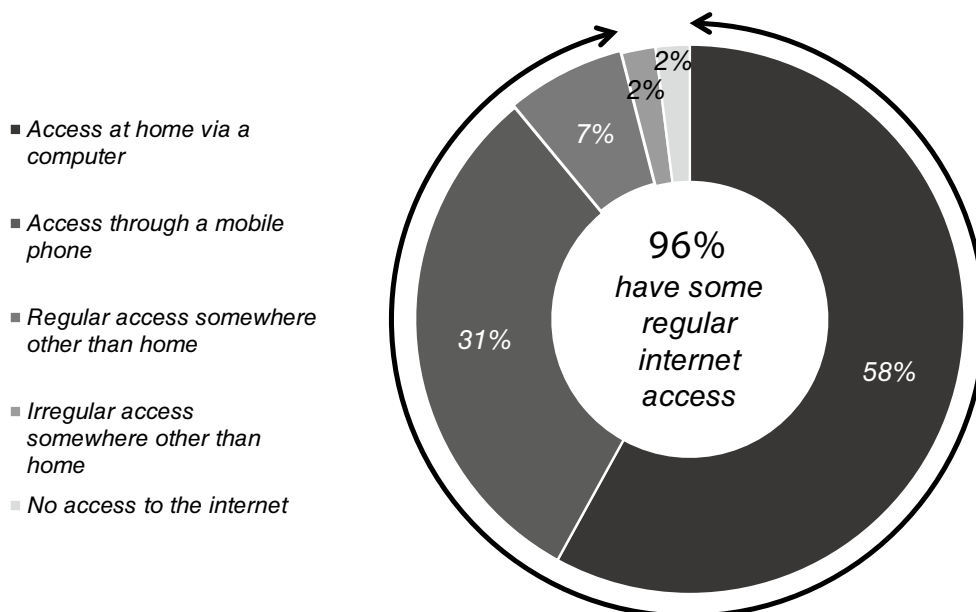 Access at home via a
computer
Access through a mobile
phone
Regular access somewhere
other than home
Irregular access
somewhere other than
home
No access to the internet
2%
2%
7%
31%
58%
96%
have some
regular
internet
access